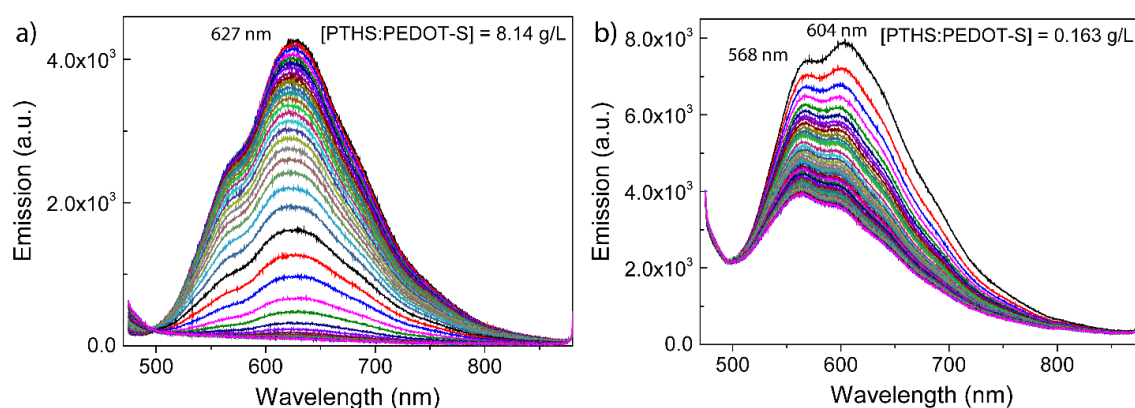 a)
627 nm
[PTHS:PEDOT-S] = 8.14 g/L
4.0x10³
2.0x10³
0.0
Emission (a.u.)
500 600 700 800
Wavelength (nm)
b)
604 nm
[PTHS:PEDOT-S] = 0.163 g/L
568 nm
8.0x10³
6.0x10³
4.0x10³
2.0x10³
0.0
Emission (a.u.)
500 600 700 800
Wavelength (nm)